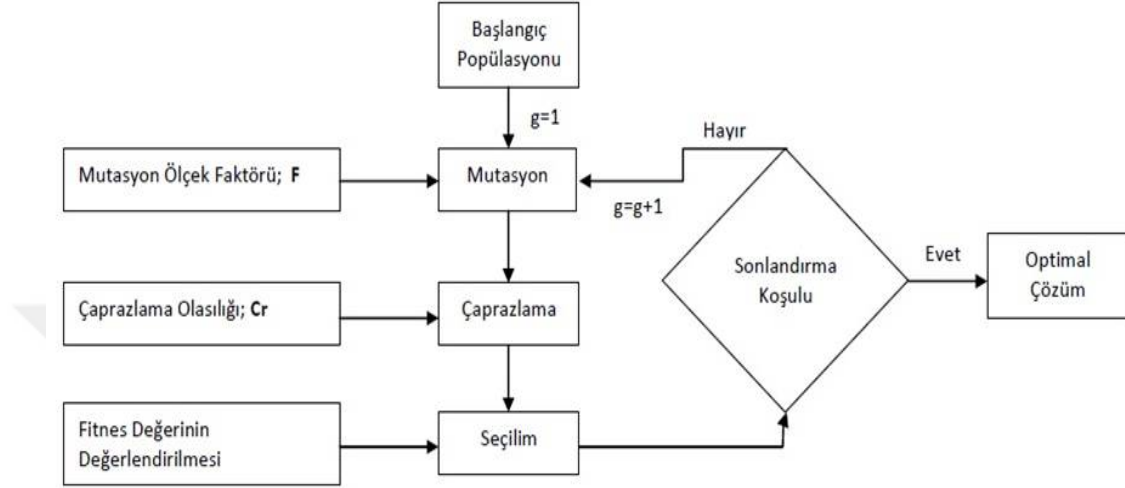 Başlangıç
Popülasyonu
g=1
Hayır
Mutasyon Ölçek Faktörü; F
Mutasyon
g=g+1
Evet
Sonlandırma
Koşulu
Optimal
Çözüm
Çaprazlama Olasılığı; Cr
Çaprazlama
Fitnes Değerinin
Değerlendirilmesi
Seçilim